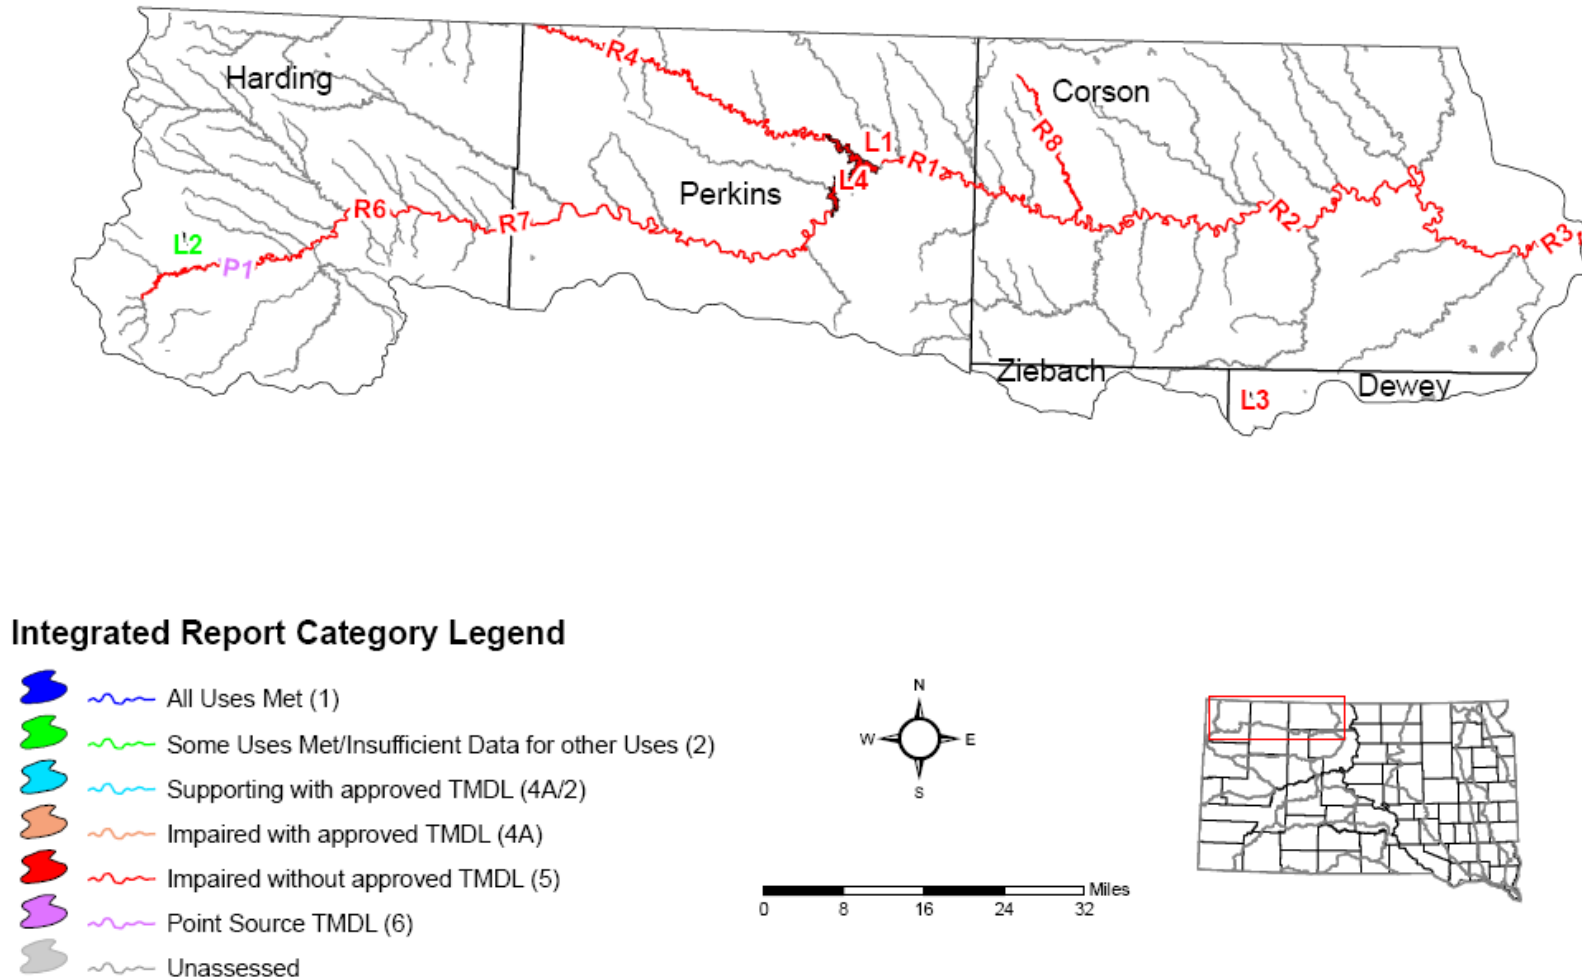 Harding
R4
Corson
R8
L1
R1
L4
Perkins
R6
R7
R2
L2
P1
R3
Ziebach
Dewey
L3
Integrated Report Category Legend
All Uses Met (1)
Some Uses Met/Insufficient Data for other Uses (2)
Supporting with approved TMDL (4A/2)
Impaired with approved TMDL (4A)
Impaired without approved TMDL (5)
Point Source TMDL (6)
Unassessed
N
W E
S
Miles
0 8 16 24 32